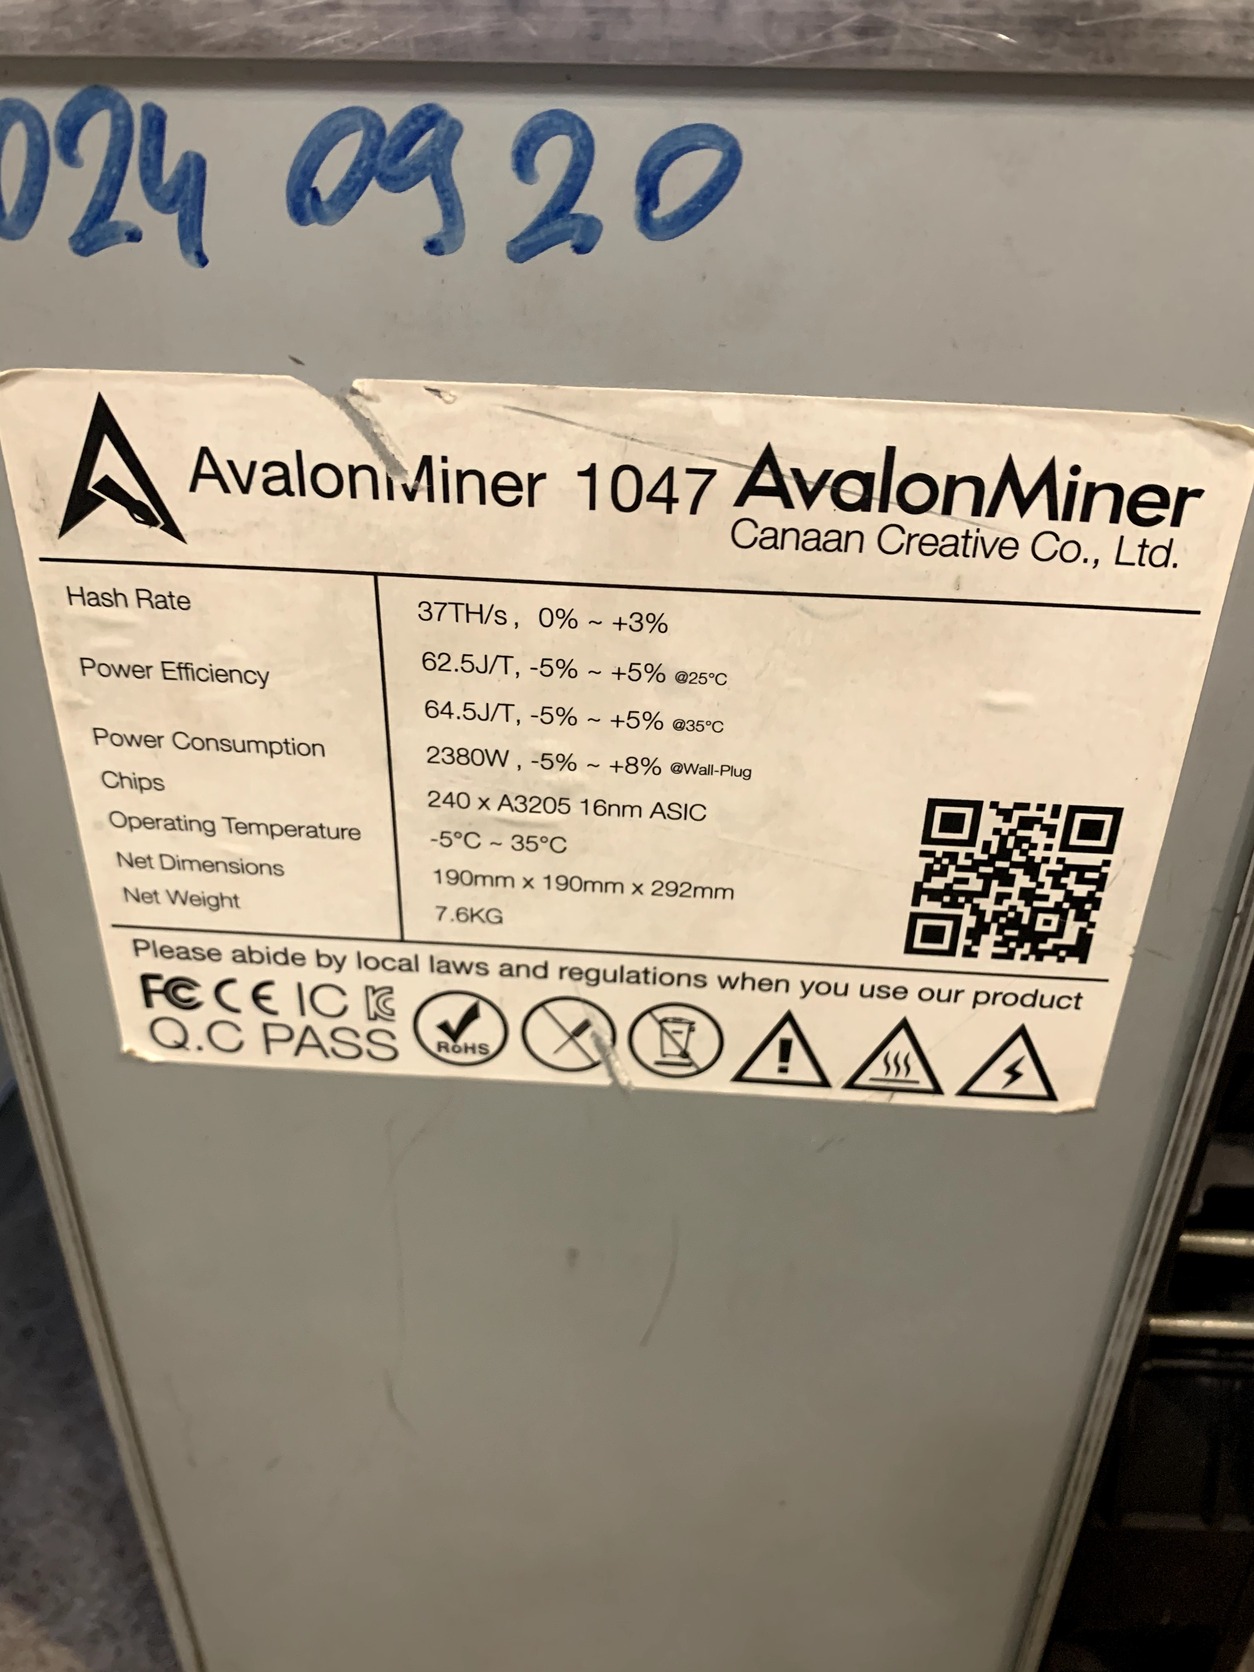 024 0920
AvalonMiner 1047 AvalonMiner
Canaan Creative Co., Ltd.
Hash Rate 37TH/s, 0% ~ +3%
Power Efficiency 62.5J/T, -5% ~ +5% @25°C
64.5J/T, -5% ~ +5% @35°C
Power Consumption 2380W , -5% ~ +8% @Wall-Plug
Chips 240 x A3205 16nm ASIC
Operating Temperature -5°C ~ 35°C
Net Dimensions 190mm x 190mm x 292mm
Net Weight 7.6KG
Please abide by local laws and regulations when you use our product
FC CE IC KC
Q.C PASS RoHS